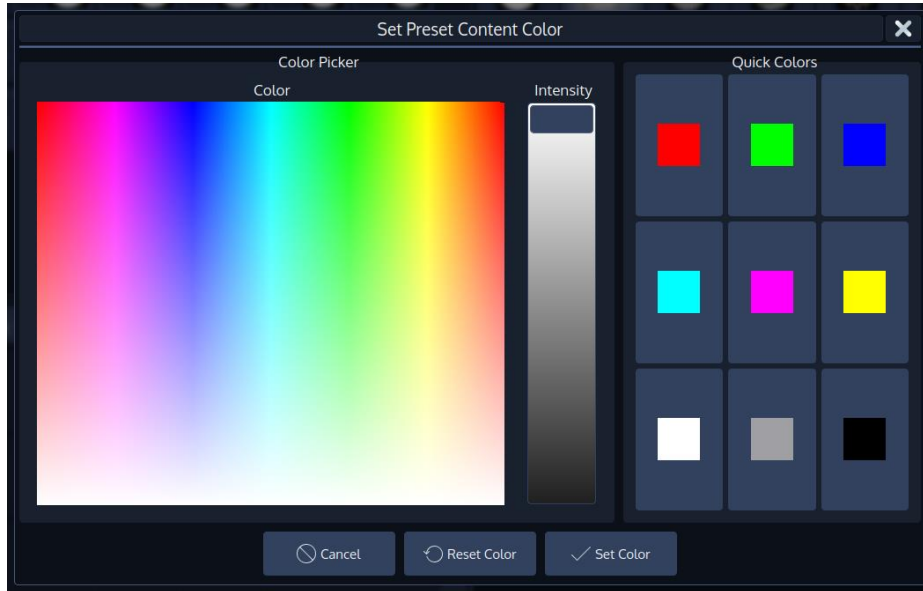 Set Preset Content Color
Color Picker
Color
Intensity
Quick Colors
Cancel
Reset Color
Set Color